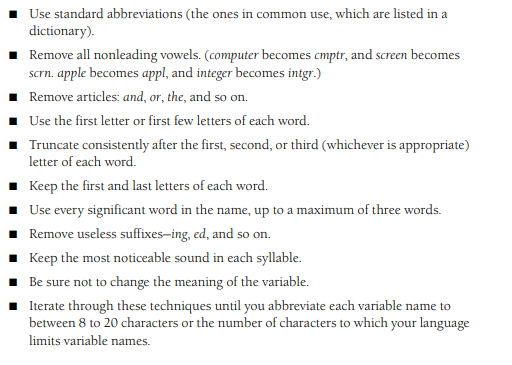 ■ Use standard abbreviations (the ones in common use, which are listed in a
dictionary).
■ Remove all nonleading vowels. (computer becomes cmptr, and screen becomes
scrn. apple becomes appl, and integer becomes intgr.)
■ Remove articles: and, or, the, and so on.
■ Use the first letter or first few letters of each word.
■ Truncate consistently after the first, second, or third (whichever is appropriate)
letter of each word.
■ Keep the first and last letters of each word.
■ Use every significant word in the name, up to a maximum of three words.
■ Remove useless suffixes—ing, ed, and so on.
■ Keep the most noticeable sound in each syllable.
■ Be sure not to change the meaning of the variable.
■ Iterate through these techniques until you abbreviate each variable name to
between 8 to 20 characters or the number of characters to which your language
limits variable names.